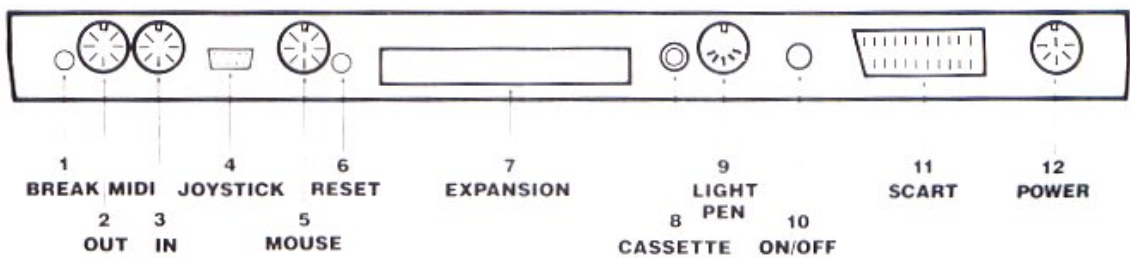 1 4 6 7 9 11 12
BREAK MIDI JOYSTICK RESET EXPANSION LIGHT PEN SCART POWER
2 3 5 8 10
OUT IN MOUSE CASSETTE ON/OFF